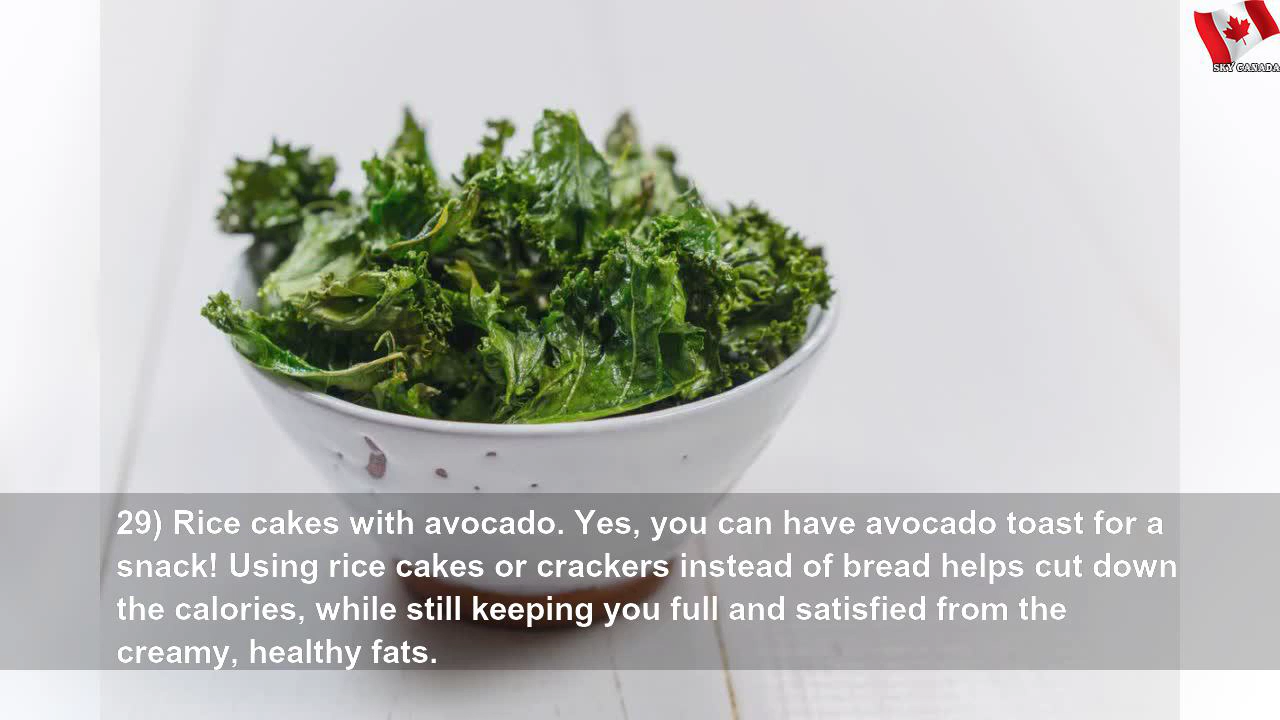 SKY CANADA
29) Rice cakes with avocado. Yes, you can have avocado toast for a
snack! Using rice cakes or crackers instead of bread helps cut down
the calories, while still keeping you full and satisfied from the
creamy, healthy fats.